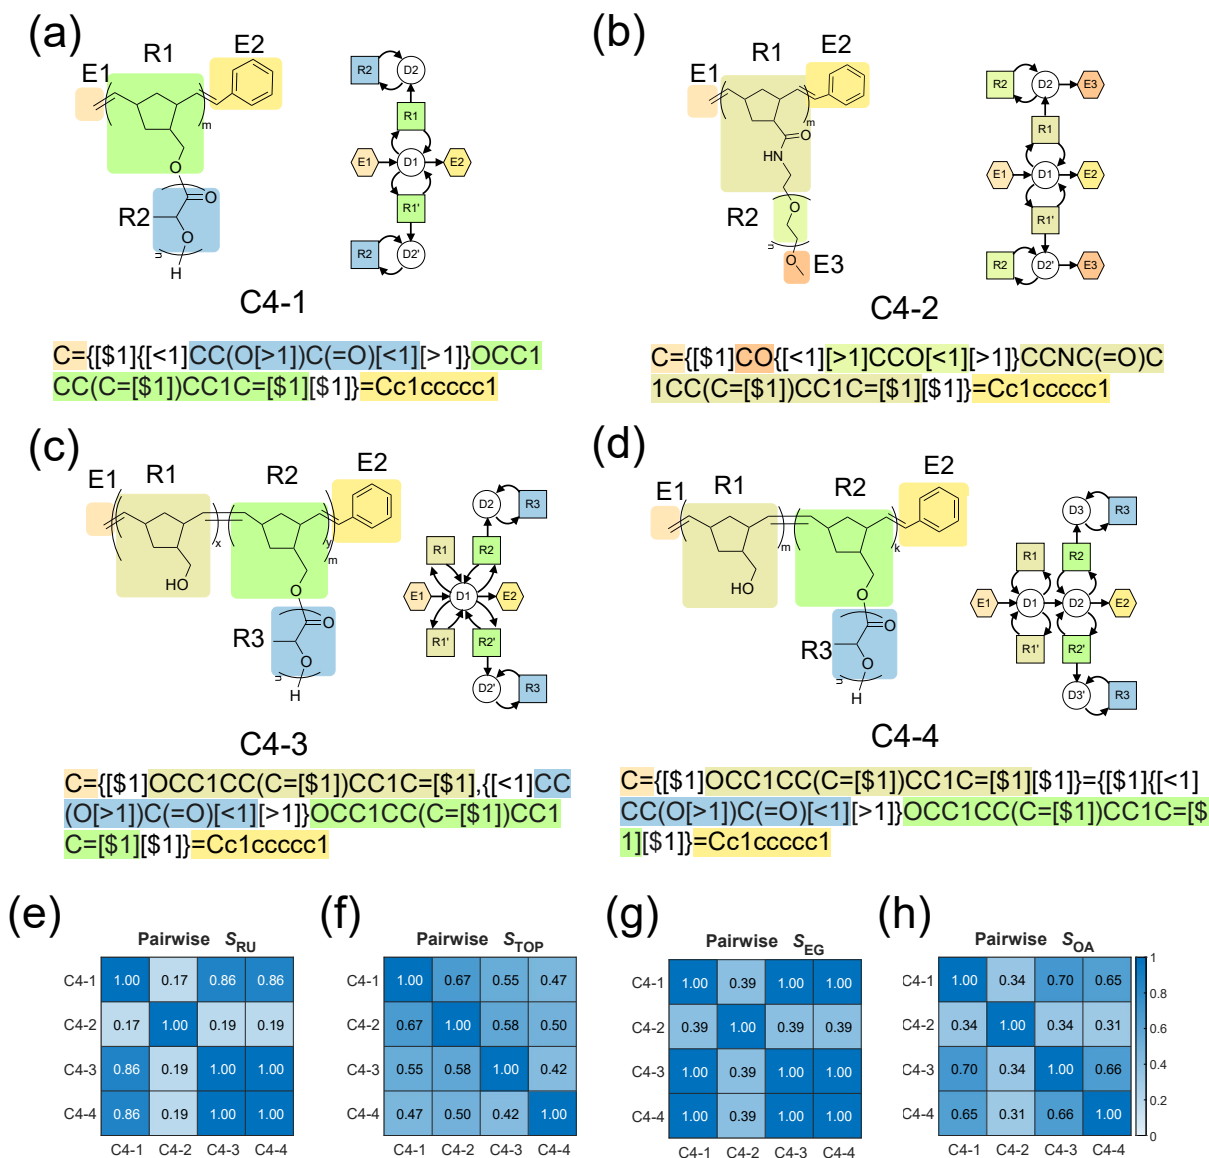 (a)
R1
E2
E1
m
O
O
R2
O
n
H
R2
D2
R1
E1
D1
E2
R1'
R2
D2'
C4-1
C={[$1]{[<1]CC(O[>1])C(=O)[<1][>1]}OCC1
CC(C=[$1])CC1C=[$1][$1]}=Cc1ccccc1
(b)
R1
E2
E1
m
O
HN
R2
O
n
O
E3
R2
D2
E3
R1
E1
D1
E2
R1'
R2
D2'
E3
C4-2
C={[$1]CO{[<1][>1]CCO[<1][>1]}CCNC(=O)C
1CC(C=[$1])CC1C=[$1][$1]}=Cc1ccccc1
(c)
E1
R1
R2
E2
x
y
m
HO
O
O
R3
O
n
H
D2
R3
R1
R2
E1
D1
E2
R1'
R2'
D2'
R3
C4-3
C={[$1]OCC1CC(C=[$1])CC1C=[$1],{[<1]CC
(O[>1])C(=O)[<1][>1]}OCC1CC(C=[$1])CC1
C=[$1][$1]}=Cc1ccccc1
(d)
E1
R1
R2
E2
m
k
HO
O
O
R3
O
n
H
D3
R3
R1
R2
E1
D1
D2
E2
R1'
R2'
D3'
R3
C4-4
C={[$1]OCC1CC(C=[$1])CC1C=[$1][$1]}={[$1]{[<1]
CC(O[>1])C(=O)[<1][>1]}OCC1CC(C=[$1])CC1C=[$
1][$1]}=Cc1ccccc1
(e)
Pairwise S_RU
C4-1 1.00 0.17 0.86 0.86
C4-2 0.17 1.00 0.19 0.19
C4-3 0.86 0.19 1.00 1.00
C4-4 0.86 0.19 1.00 1.00
C4-1 C4-2 C4-3 C4-4
(f)
Pairwise S_TOP
1.00 0.67 0.55 0.47
0.67 1.00 0.58 0.50
0.55 0.58 1.00 0.42
0.47 0.50 0.42 1.00
C4-1 C4-2 C4-3 C4-4
C4-1
C4-2
C4-3
C4-4
(g)
Pairwise S_EG
C4-1 1.00 0.39 1.00 1.00
C4-2 0.39 1.00 0.39 0.39
C4-3 1.00 0.39 1.00 1.00
C4-4 1.00 0.39 1.00 1.00
C4-1 C4-2 C4-3 C4-4
(h)
Pairwise S_OA
C4-1 1.00 0.34 0.70 0.65
C4-2 0.34 1.00 0.34 0.31
C4-3 0.70 0.34 1.00 0.66
C4-4 0.65 0.31 0.66 1.00
C4-1 C4-2 C4-3 C4-4
1
0.8
0.6
0.4
0.2
0